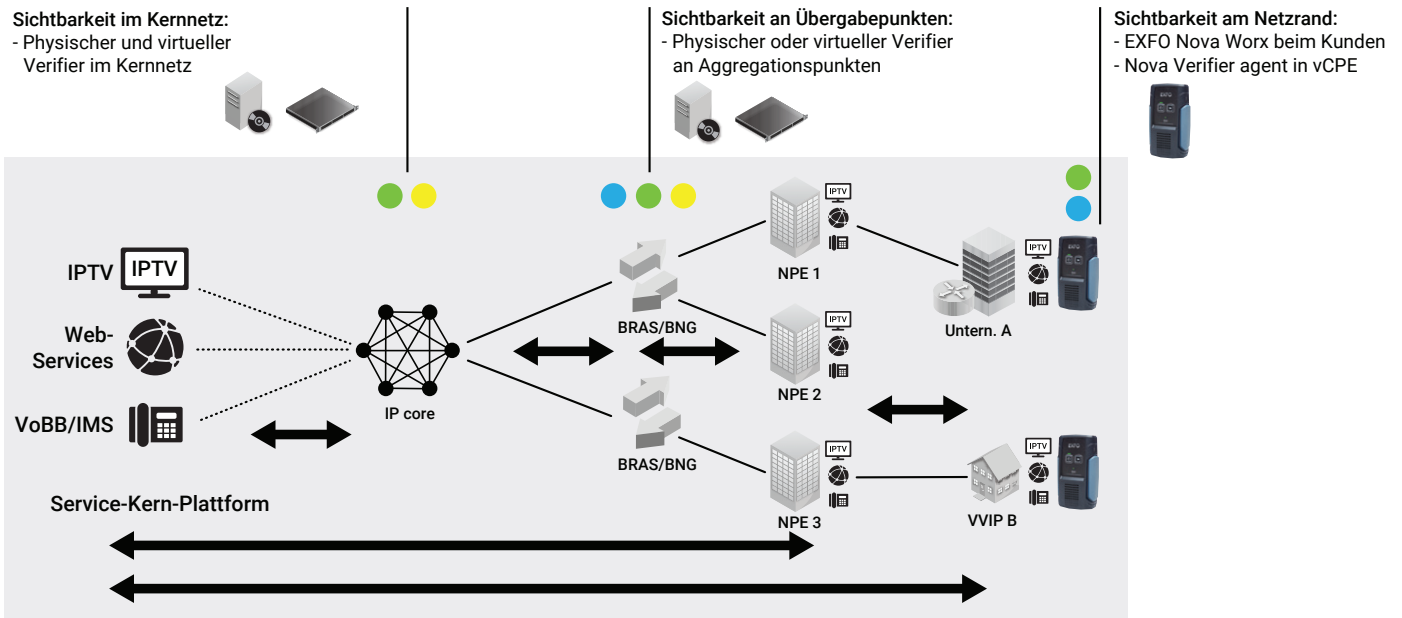 Sichtbarkeit im Kernnetz:
- Physischer und virtueller
Verifier im Kernnetz
Sichtbarkeit an Übergabepunkten:
- Physischer oder virtueller Verifier
an Aggregationspunkten
Sichtbarkeit am Netzrand:
- EXFO Nova Worx beim Kunden
- Nova Verifier agent in vCPE
EXFO
IPTV
IPTV
Web-
Services
VoBB/IMS
IP core
BRAS/BNG
BRAS/BNG
IPTV
NPE 1
IPTV
NPE 2
IPTV
NPE 3
IPTV
EXFO
Untern. A
IPTV
EXFO
VVIP B
Service-Kern-Plattform